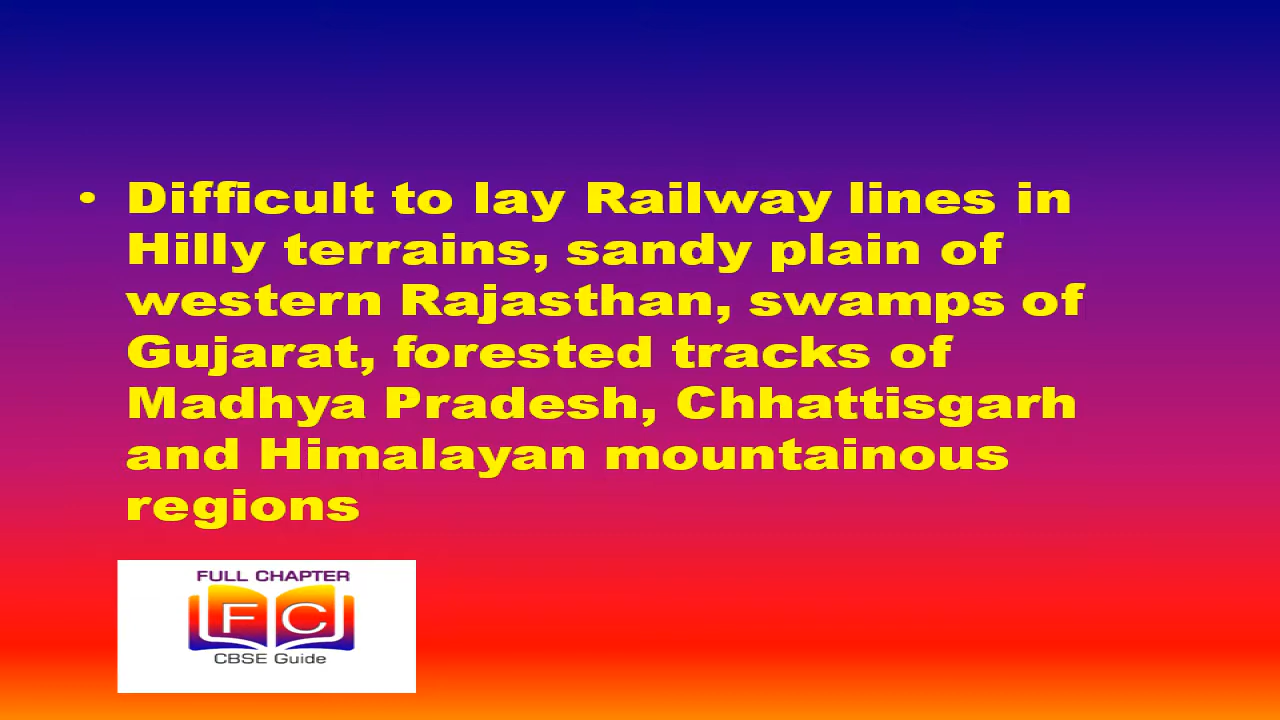 • Difficult to lay Railway lines in
Hilly terrains, sandy plain of
western Rajasthan, swamps of
Gujarat, forested tracks of
Madhya Pradesh, Chhattisgarh
and Himalayan mountainous
regions
FULL CHAPTER
FC
CBSE Guide